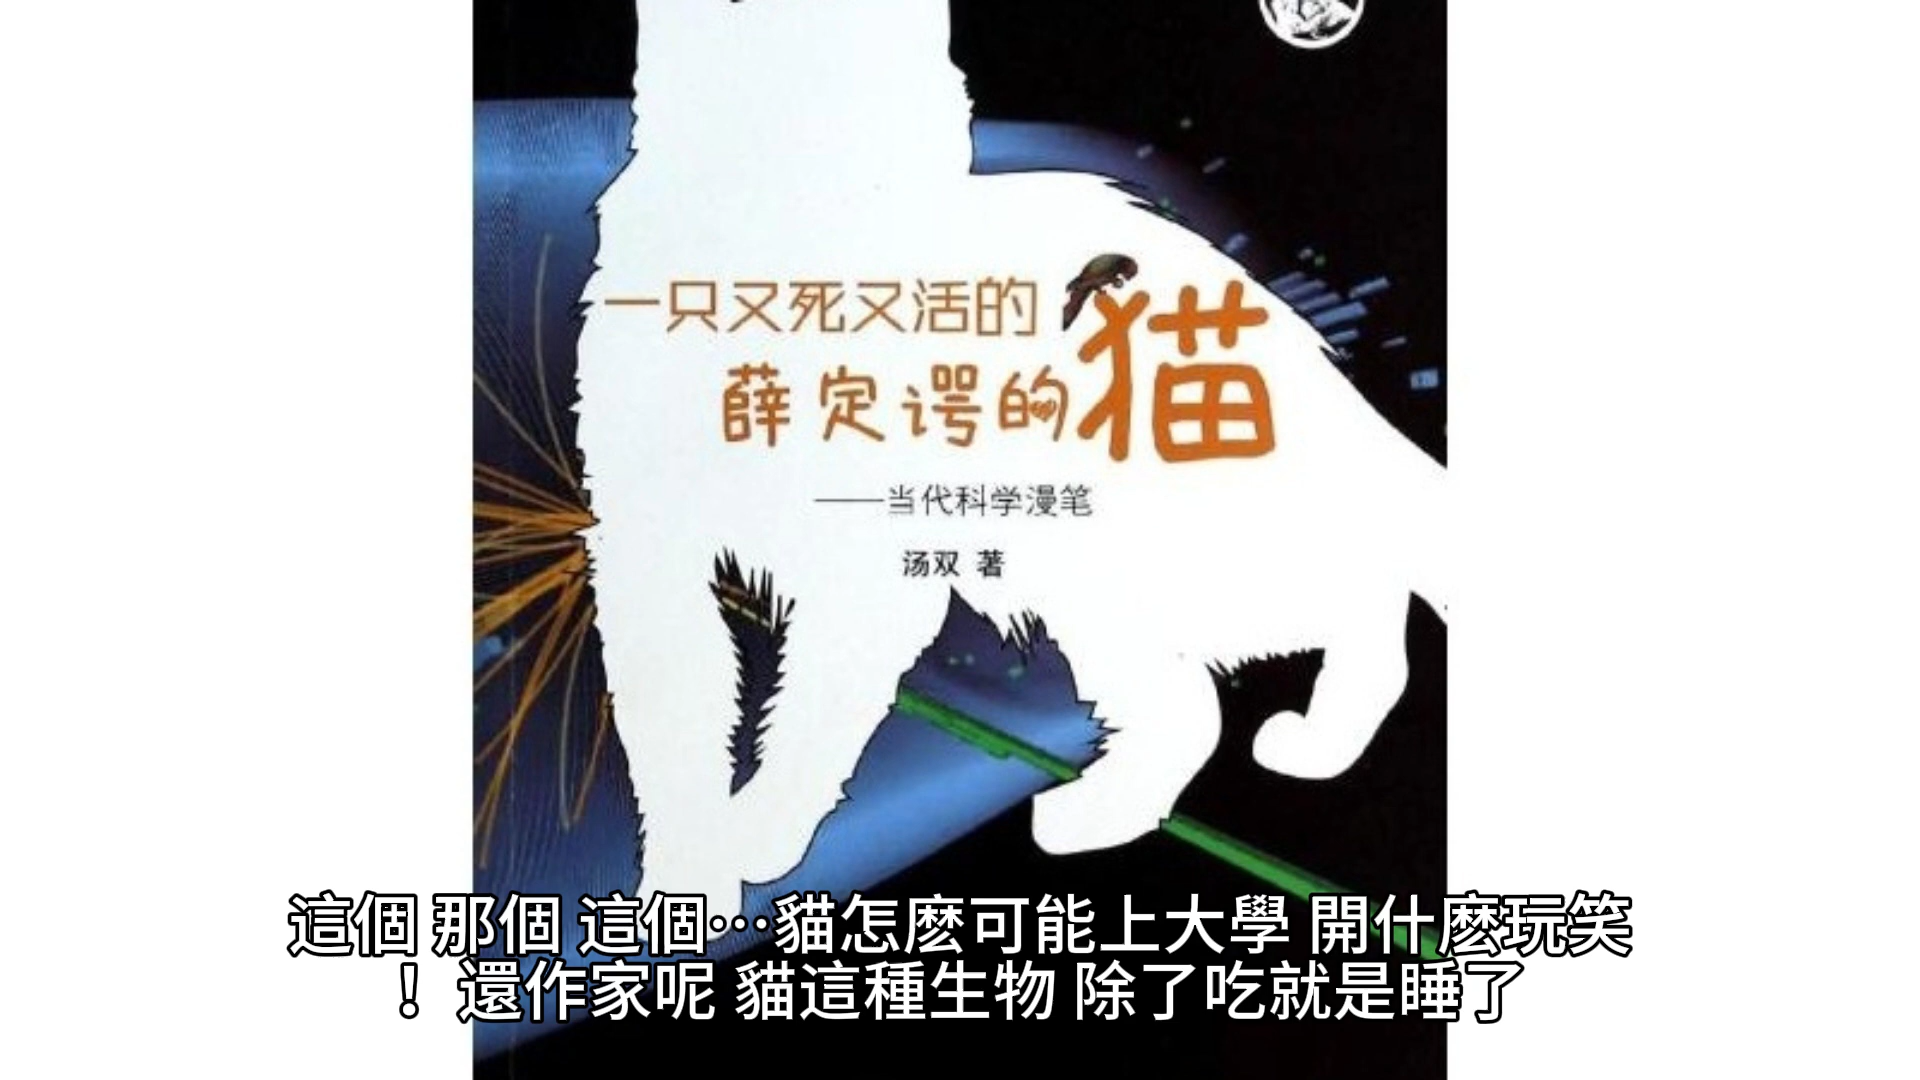 一只又死又活的
薛定谔的猫
——当代科学漫笔
汤双 著
這個 那個 這個…貓怎麽可能上大學 開什麽玩笑
！ 還作家呢 貓這種生物 除了吃就是睡了